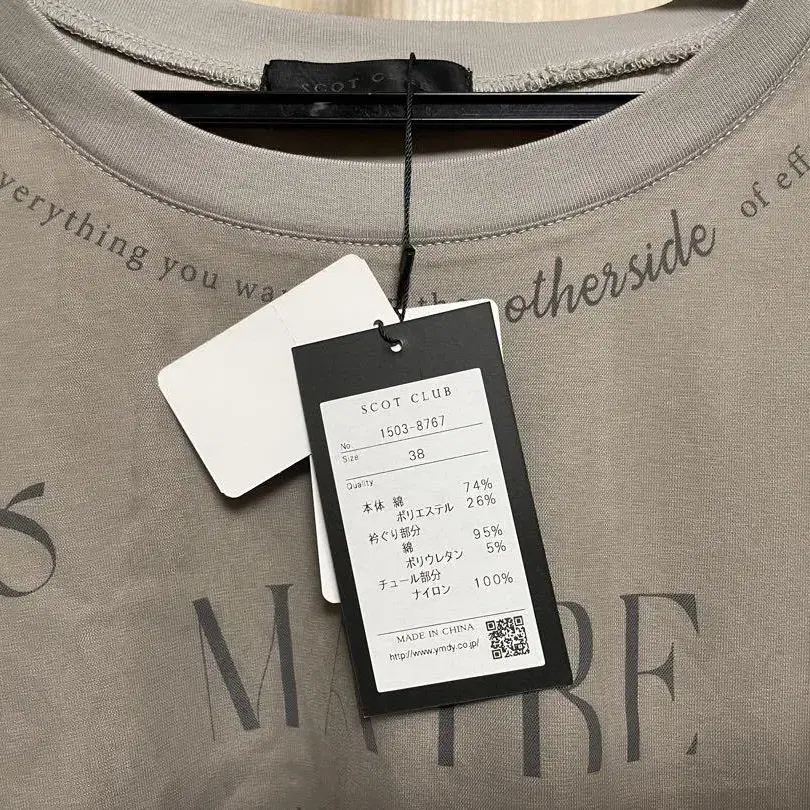 SCOT CLUB
everything you wa
otherside
of eff
SCOT CLUB
No 1503-8767
Size 38
Quality
本体 綿 74%
ポリエステル 26%
衿ぐり部分
綿 95%
ポリウレタン 5%
チュール部分
ナイロン 100%
MADE IN CHINA
http://www.ymdy.co.jp/
s
MA
RE